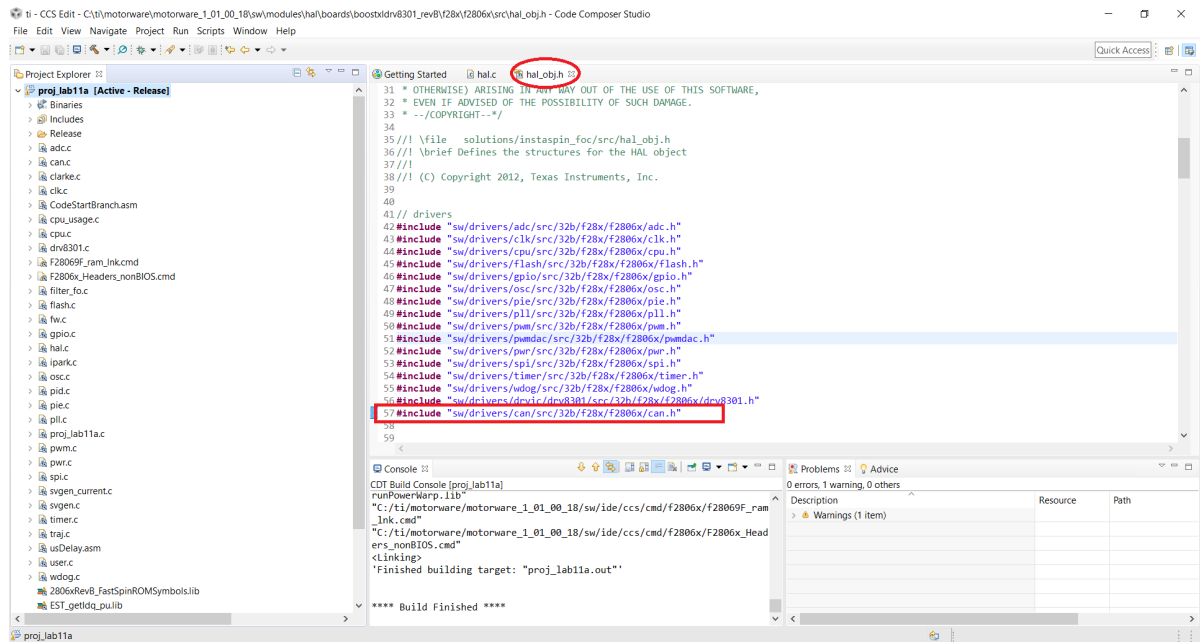 ti - CCS Edit - C:\ti\motorware\motorware_1_01_00_18\sw\modules\hal\boards\boostxldrv8301_revB\f28x\f2806x\src\hal_obj.h - Code Composer Studio
File Edit View Navigate Project Run Scripts Window Help
Quick Access
Project Explorer
proj_lab11a [Active - Release]
Binaries
Includes
Release
adc.c
can.c
clarke.c
clk.c
CodeStartBranch.asm
cpu_usage.c
cpu.c
drv8301.c
F28069F_ram_lnk.cmd
F2806x_Headers_nonBIOS.cmd
filter_fo.c
flash.c
fw.c
gpio.c
hal.c
ipark.c
osc.c
pid.c
pie.c
pll.c
proj_lab11a.c
pwm.c
pwr.c
spi.c
svgen_current.c
svgen.c
timer.c
traj.c
usDelay.asm
user.c
wdog.c
2806xRevB_FastSpinROMSymbols.lib
EST_getIdq_pu.lib
Getting Started hal.c hal_obj.h
31 * OTHERWISE) ARISING IN ANY WAY OUT OF THE USE OF THIS SOFTWARE,
32 * EVEN IF ADVISED OF THE POSSIBILITY OF SUCH DAMAGE.
33 * --/COPYRIGHT--*/
34
35 //! \file solutions/instaspin_foc/src/hal_obj.h
36 //! \brief Defines the structures for the HAL object
37 //!
38 //! (C) Copyright 2012, Texas Instruments, Inc.
39
40
41 // drivers
42 #include "sw/drivers/adc/src/32b/f28x/f2806x/adc.h"
43 #include "sw/drivers/clk/src/32b/f28x/f2806x/clk.h"
44 #include "sw/drivers/cpu/src/32b/f28x/f2806x/cpu.h"
45 #include "sw/drivers/flash/src/32b/f28x/f2806x/flash.h"
46 #include "sw/drivers/gpio/src/32b/f28x/f2806x/gpio.h"
47 #include "sw/drivers/osc/src/32b/f28x/f2806x/osc.h"
48 #include "sw/drivers/pie/src/32b/f28x/f2806x/pie.h"
49 #include "sw/drivers/pll/src/32b/f28x/f2806x/pll.h"
50 #include "sw/drivers/pwm/src/32b/f28x/f2806x/pwm.h"
51 #include "sw/drivers/pwmdac/src/32b/f28x/f2806x/pwmdac.h"
52 #include "sw/drivers/pwr/src/32b/f28x/f2806x/pwr.h"
53 #include "sw/drivers/spi/src/32b/f28x/f2806x/spi.h"
54 #include "sw/drivers/timer/src/32b/f28x/f2806x/timer.h"
55 #include "sw/drivers/wdog/src/32b/f28x/f2806x/wdog.h"
56 #include "sw/drivers/drvic/drv8301/src/32b/f28x/f2806x/drv8301.h"
57 #include "sw/drivers/can/src/32b/f28x/f2806x/can.h"
58
59
Console
CDT Build Console [proj_lab11a]
runPowerWarp.lib"
"C:/ti/motorware/motorware_1_01_00_18/sw/ide/ccs/cmd/f2806x/f28069F_ram
_lnk.cmd"
"C:/ti/motorware/motorware_1_01_00_18/sw/ide/ccs/cmd/f2806x/F2806x_Head
ers_nonBIOS.cmd"
<Linking>
'Finished building target: "proj_lab11a.out"'
**** Build Finished ****
Problems Advice
0 errors, 1 warning, 0 others
Description Resource Path
Warnings (1 item)
proj_lab11a